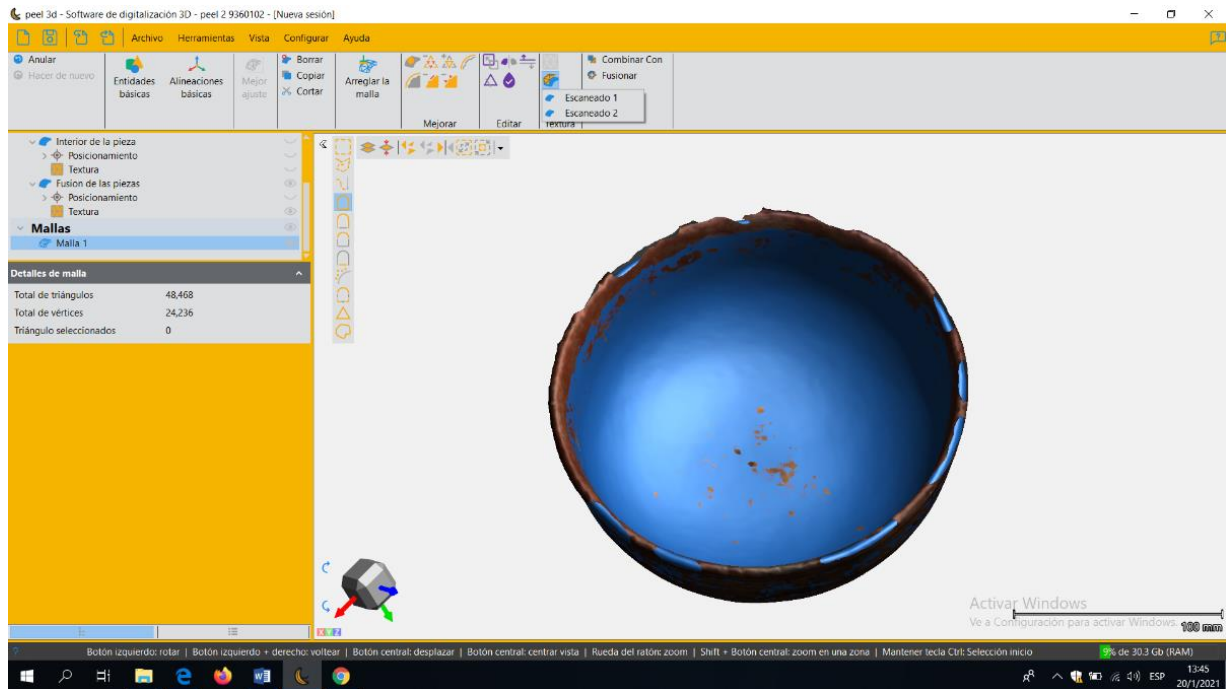 peel 3d - Software de digitalización 3D - peel 2 9360102 - [Nueva sesión]
Archivo Herramientas Vista Configurar Ayuda
Anular
Hacer de nuevo
Entidades básicas
Alineaciones básicas
Mejor ajuste
Borrar
Copiar
Cortar
Arreglar la malla
Mejorar
Editar
Textura
Combinar Con
Fusionar
Escaneado 1
Escaneado 2
Interior de la pieza
Posicionamiento
Textura
Fusion de las piezas
Posicionamiento
Textura
Mallas
Malla 1
Detalles de malla
Total de triángulos 48,468
Total de vértices 24,236
Triángulo seleccionados 0
X Y Z
Activar Windows
Ve a Configuración para activar Windows.
100 mm
Botón izquierdo: rotar | Botón izquierdo + derecho: voltear | Botón central: desplazar | Botón central: centrar vista | Rueda del ratón: zoom | Shift + Botón central: zoom en una zona | Mantener tecla Ctrl: Selección inicio
9% de 30.3 Gb (RAM)
ESP
13:45
20/1/2021